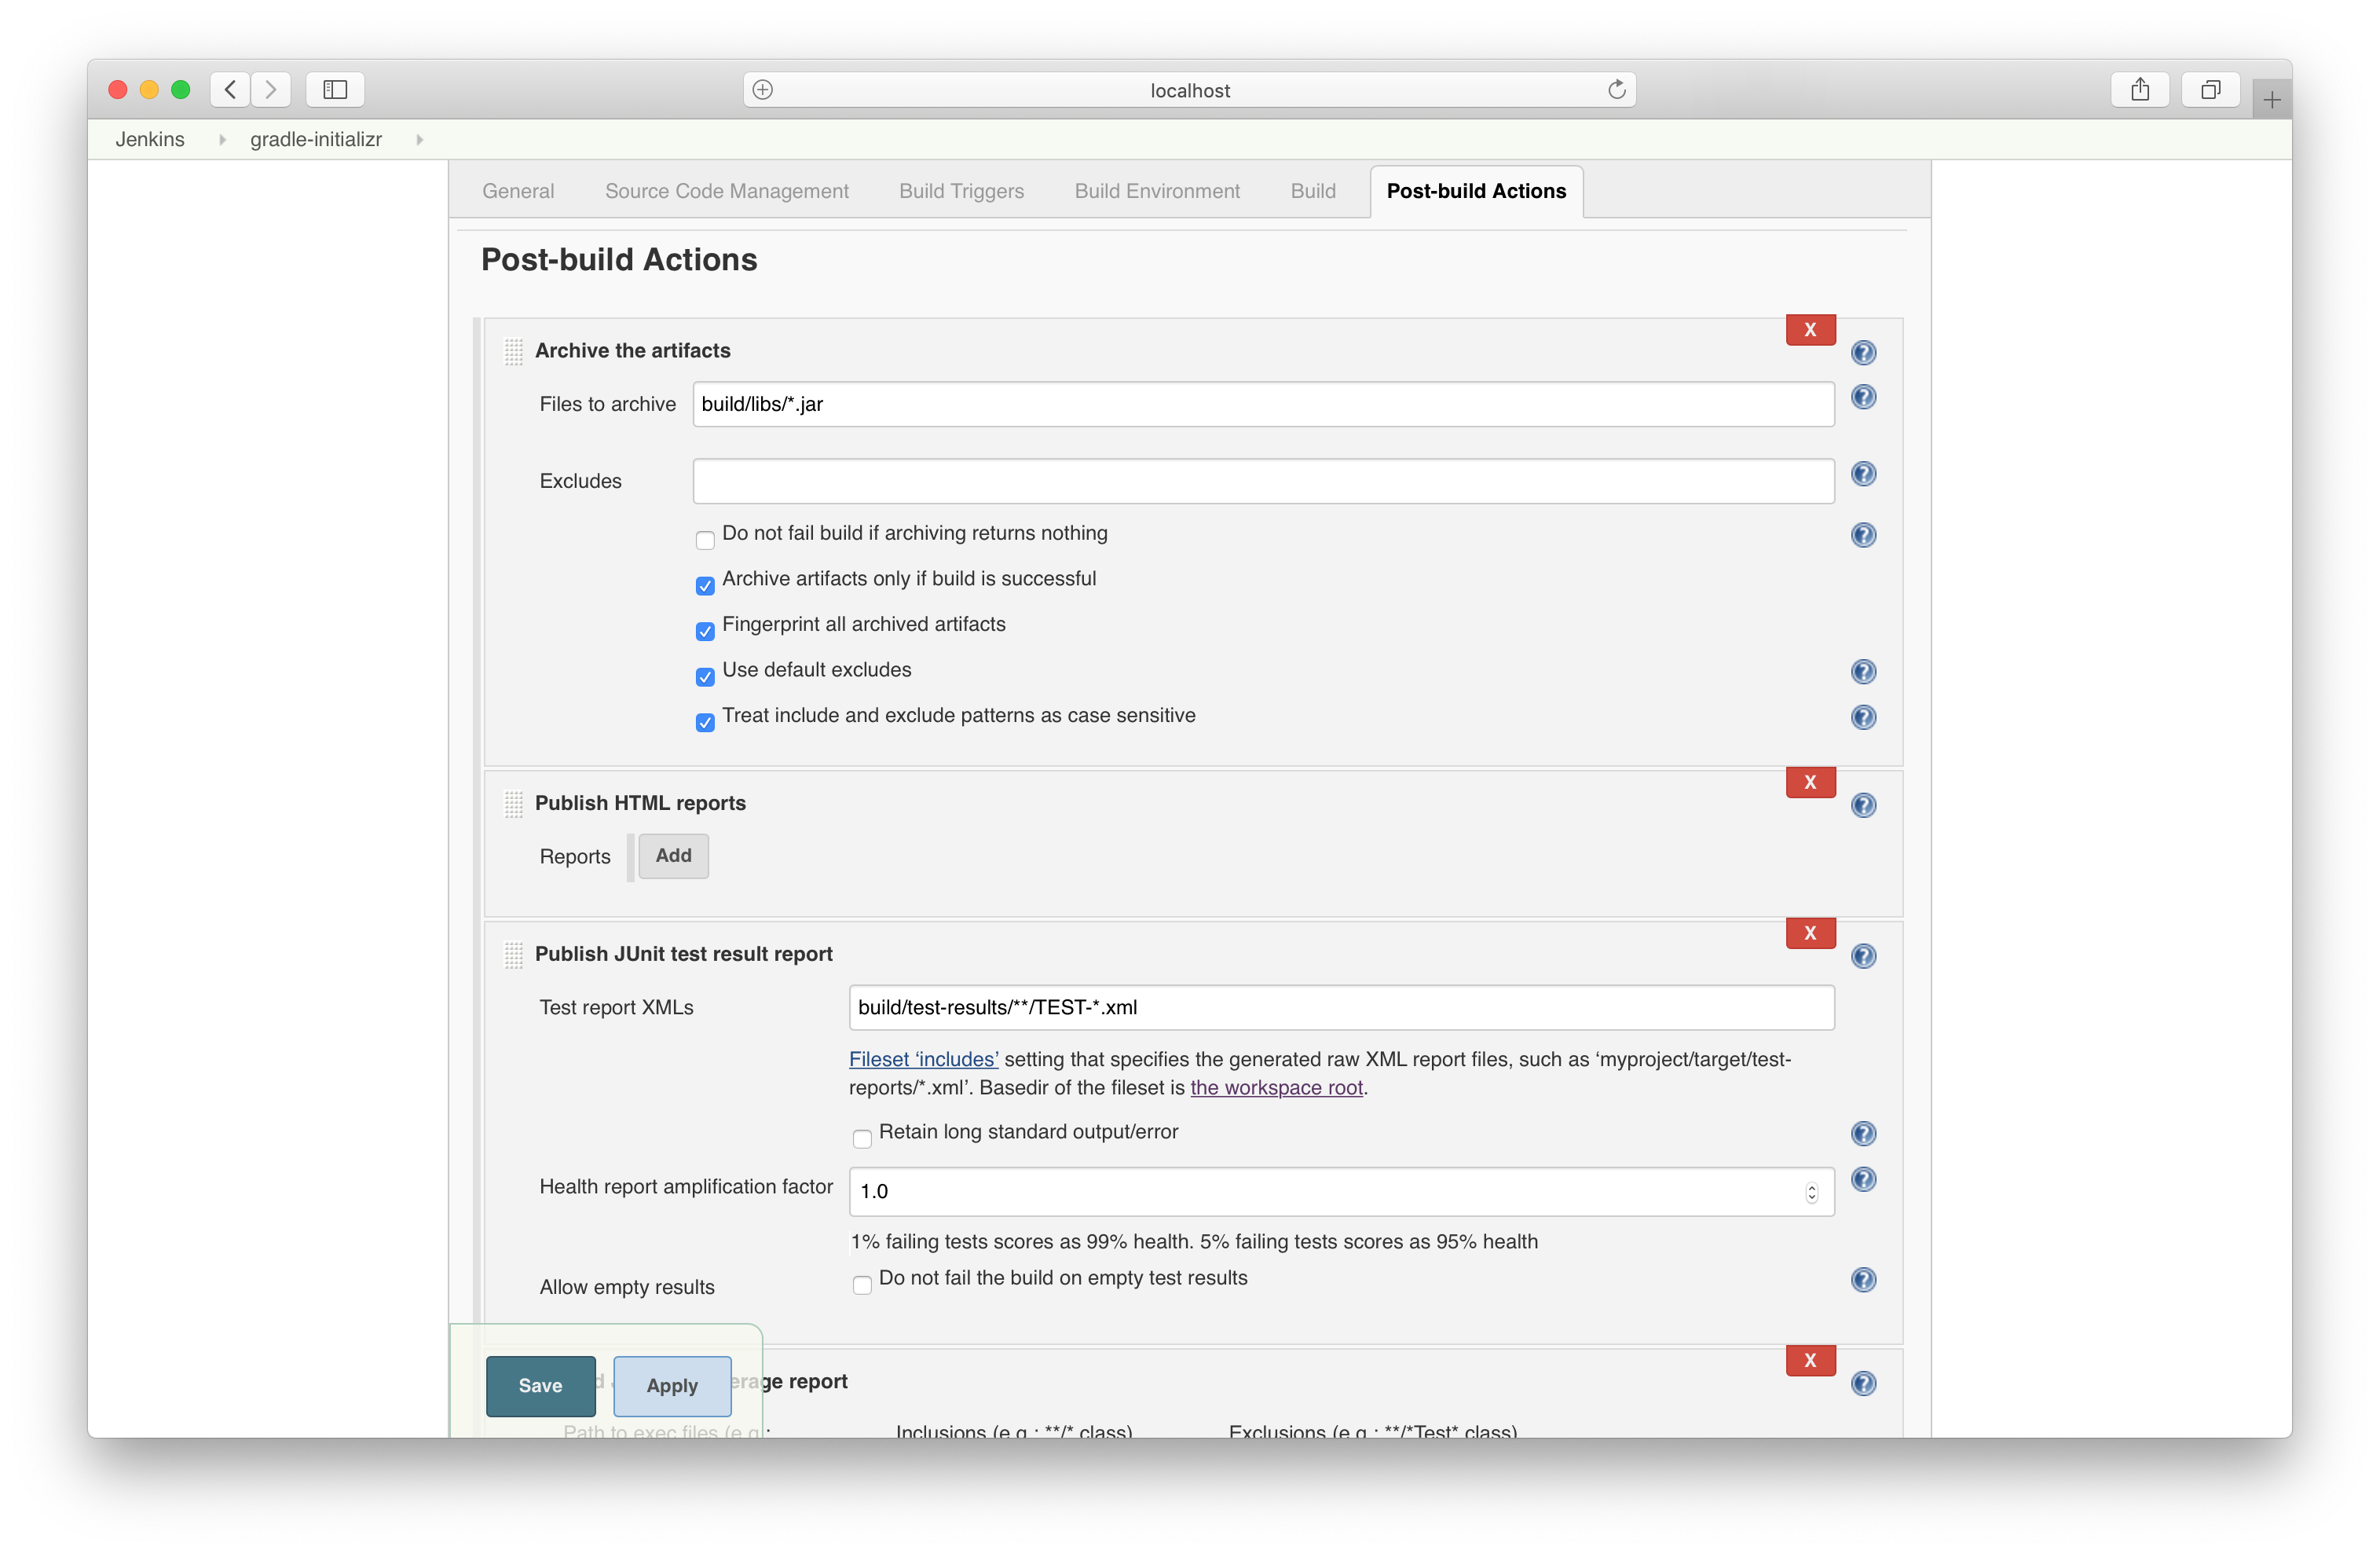 localhost
Jenkins gradle-initializr
General Source Code Management Build Triggers Build Environment Build Post-build Actions
Post-build Actions
X
Archive the artifacts
Files to archive build/libs/*.jar
Excludes
Do not fail build if archiving returns nothing
Archive artifacts only if build is successful
Fingerprint all archived artifacts
Use default excludes
Treat include and exclude patterns as case sensitive
X
Publish HTML reports
Reports Add
X
Publish JUnit test result report
Test report XMLs build/test-results/**/TEST-*.xml
Fileset ‘includes’ setting that specifies the generated raw XML report files, such as ‘myproject/target/test-
reports/*.xml’. Basedir of the fileset is the workspace root.
Retain long standard output/error
Health report amplification factor 1.0
1% failing tests scores as 99% health. 5% failing tests scores as 95% health
Allow empty results Do not fail the build on empty test results
X
Save Apply report
Path to exec files (e.g.: Inclusions (e.g.: **/*.class) Exclusions (e.g.: **/*Test*.class)